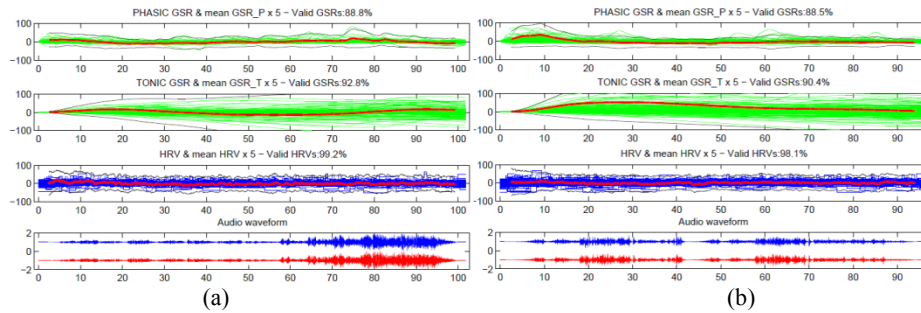 PHASIC GSR & mean GSR_P x 5 − Valid GSRs:88.8%
100
0
−100
0 10 20 30 40 50 60 70 80 90 100
TONIC GSR & mean GSR_T x 5 − Valid GSRs:92.8%
100
0
−100
0 10 20 30 40 50 60 70 80 90 100
HRV & mean HRV x 5 − Valid HRVs:99.2%
100
0
−100
0 10 20 30 40 50 60 70 80 90 100
Audio waveform
2
0
−2
0 10 20 30 40 50 60 70 80 90 100
(a)
PHASIC GSR & mean GSR_P x 5 − Valid GSRs:88.5%
100
0
−100
0 10 20 30 40 50 60 70 80 90
TONIC GSR & mean GSR_T x 5 − Valid GSRs:90.4%
100
0
−100
0 10 20 30 40 50 60 70 80 90
HRV & mean HRV x 5 − Valid HRVs:98.1%
100
0
−100
0 10 20 30 40 50 60 70 80 90
Audio waveform
2
0
−2
0 10 20 30 40 50 60 70 80 90
(b)